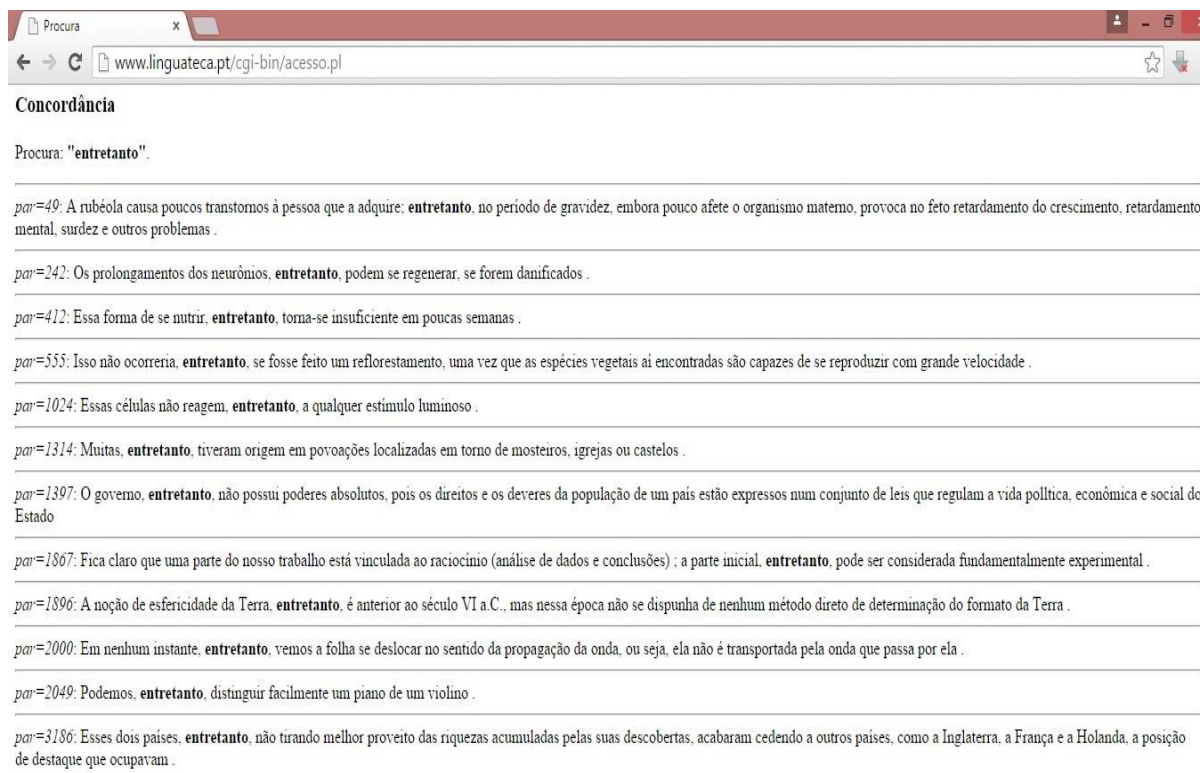 Procura
www.linguateca.pt/cgi-bin/acesso.pl
Concordância
Procura: "entretanto".
par=49: A rubéola causa poucos transtornos à pessoa que a adquire; entretanto, no período de gravidez, embora pouco afete o organismo materno, provoca no feto retardamento do crescimento, retardamento
mental, surdez e outros problemas .
par=242: Os prolongamentos dos neurônios, entretanto, podem se regenerar, se forem danificados .
par=412: Essa forma de se nutrir, entretanto, torna-se insuficiente em poucas semanas .
par=555: Isso não ocorreria, entretanto, se fosse feito um reflorestamento, uma vez que as espécies vegetais aí encontradas são capazes de se reproduzir com grande velocidade .
par=1024: Essas células não reagem, entretanto, a qualquer estímulo luminoso .
par=1314: Muitas, entretanto, tiveram origem em povoações localizadas em torno de mosteiros, igrejas ou castelos .
par=1397: O governo, entretanto, não possui poderes absolutos, pois os direitos e os deveres da população de um país estão expressos num conjunto de leis que regulam a vida polltica, econômica e social do
Estado
par=1867: Fica claro que uma parte do nosso trabalho está vinculada ao raciocínio (análise de dados e conclusões) ; a parte inicial, entretanto, pode ser considerada fundamentalmente experimental .
par=1896: A noção de esfericidade da Terra, entretanto, é anterior ao século VI a.C., mas nessa época não se dispunha de nenhum método direto de determinação do formato da Terra .
par=2000: Em nenhum instante, entretanto, vemos a folha se deslocar no sentido da propagação da onda, ou seja, ela não é transportada pela onda que passa por ela .
par=2049: Podemos, entretanto, distinguir facilmente um piano de um violino .
par=3186: Esses dois países, entretanto, não tirando melhor proveito das riquezas acumuladas pelas suas descobertas, acabaram cedendo a outros países, como a Inglaterra, a França e a Holanda, a posição
de destaque que ocupavam .